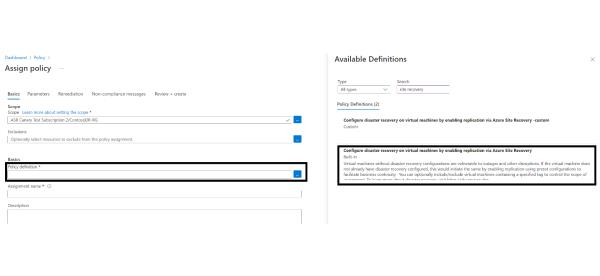 Dashboard > Policy >
Assign policy ...
Basics Parameters Remediation Non-compliance messages Review + create
Scope
Scope Learn more about setting the scope *
ASR Canary Test Subscription 2/ContosoDR-RG
Exclusions
Optionally select resources to exclude from the policy assignment.
Basics
Policy definition *
Assignment name *
Description
Available Definitions
Type
All types
Search
site recovery
Policy Definitions (2)
Configure disaster recovery on virtual machines by enabling replication via Azure Site Recovery -custom
Custom
Configure disaster recovery on virtual machines by enabling replication via Azure Site Recovery
Built-in
Virtual machines without disaster recovery configurations are vulnerable to outages and other disruptions. If the virtual machine does
not already have disaster recovery configured, this would initiate the same by enabling replication using preset configurations to
facilitate business continuity. You can optionally include/exclude virtual machines containing a specified tag to control the scope of